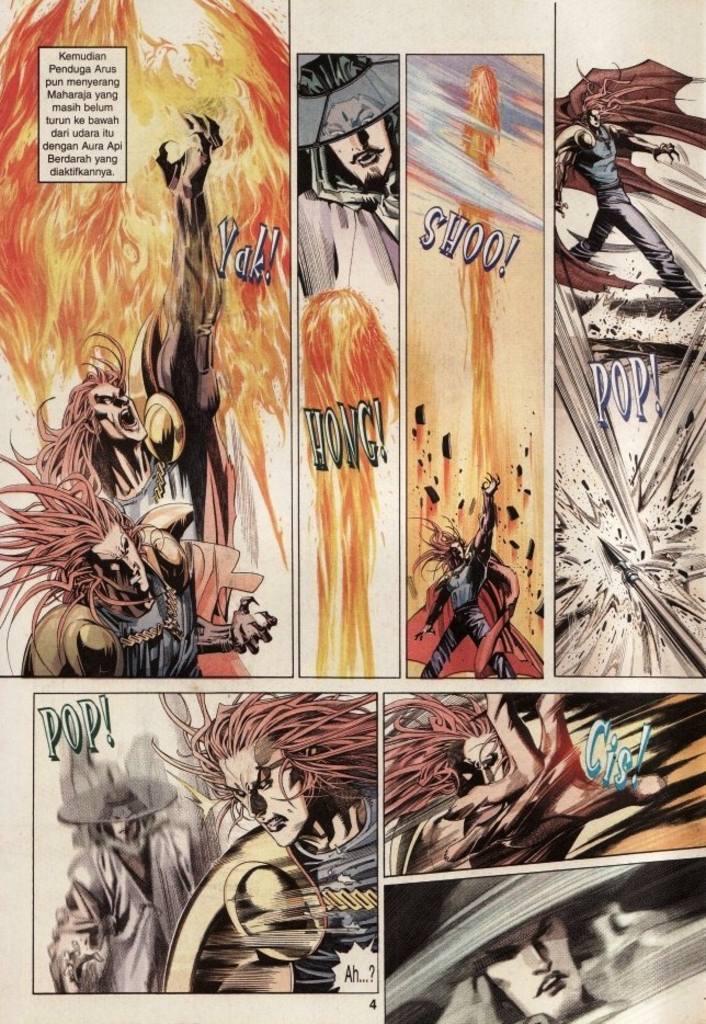 Kemudian
Penduga Arus
pun menyerang
Maharaja yang
masih belum
turun ke bawah
dari udara itu
dengan Aura Api
Berdarah yang
diaktifkannya.
Yak!
HONG!
SHOO!
POP!
POP!
Ah...?
Cis!
4